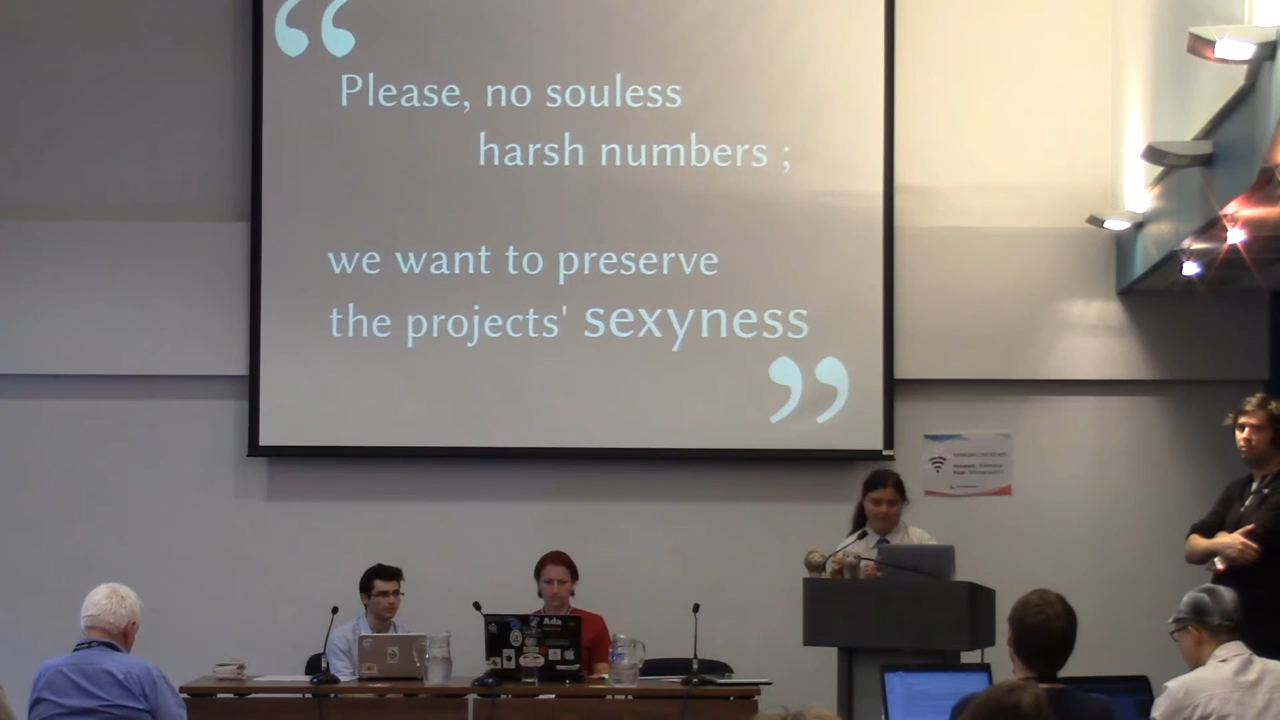 “
Please, no souless
harsh numbers ;
we want to preserve
the projects' sexyness
”
Ada